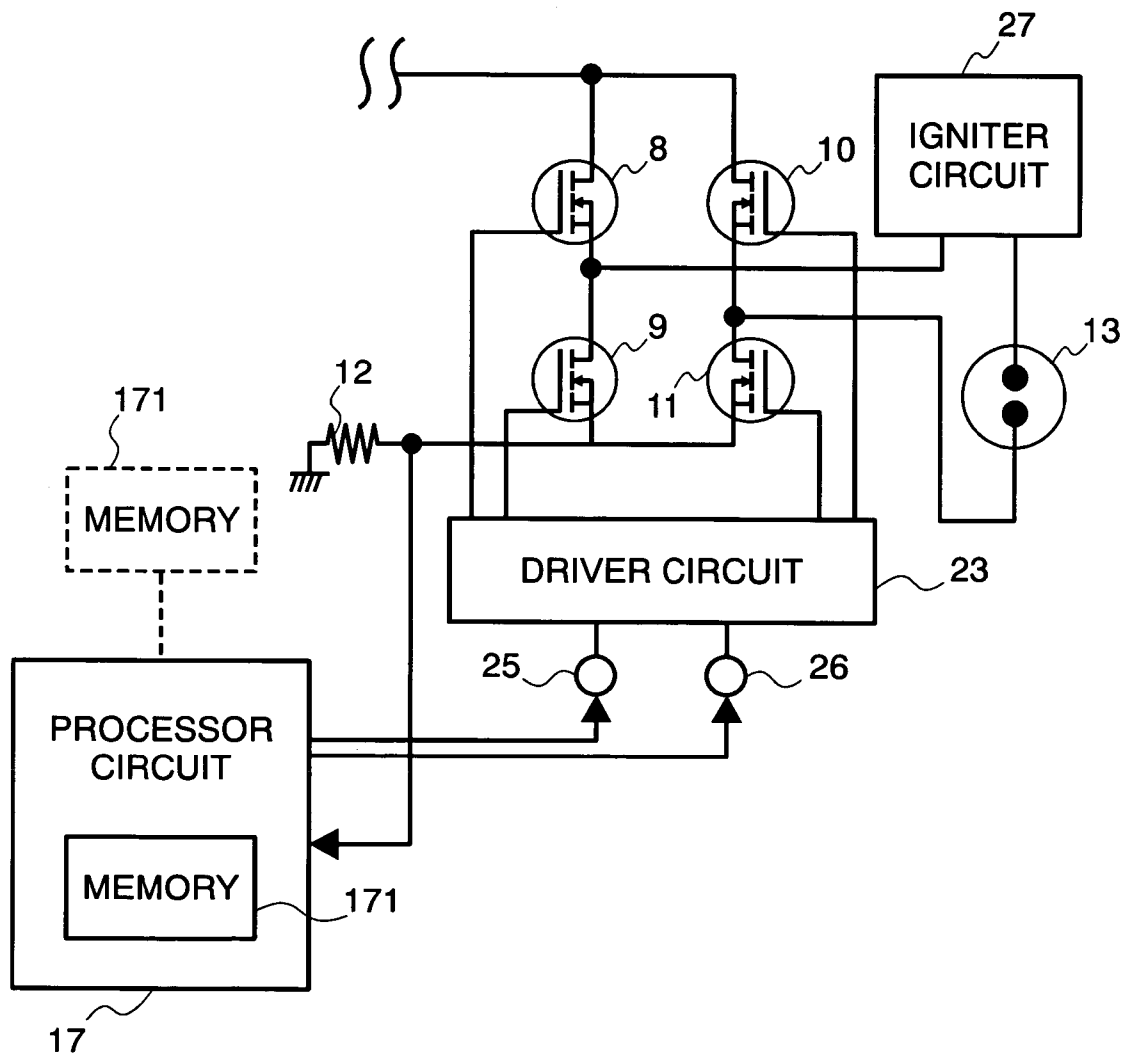 27
IGNITER
CIRCUIT
8
10
9
11
13
12
171
MEMORY
DRIVER CIRCUIT
23
25
26
PROCESSOR
CIRCUIT
MEMORY
171
17